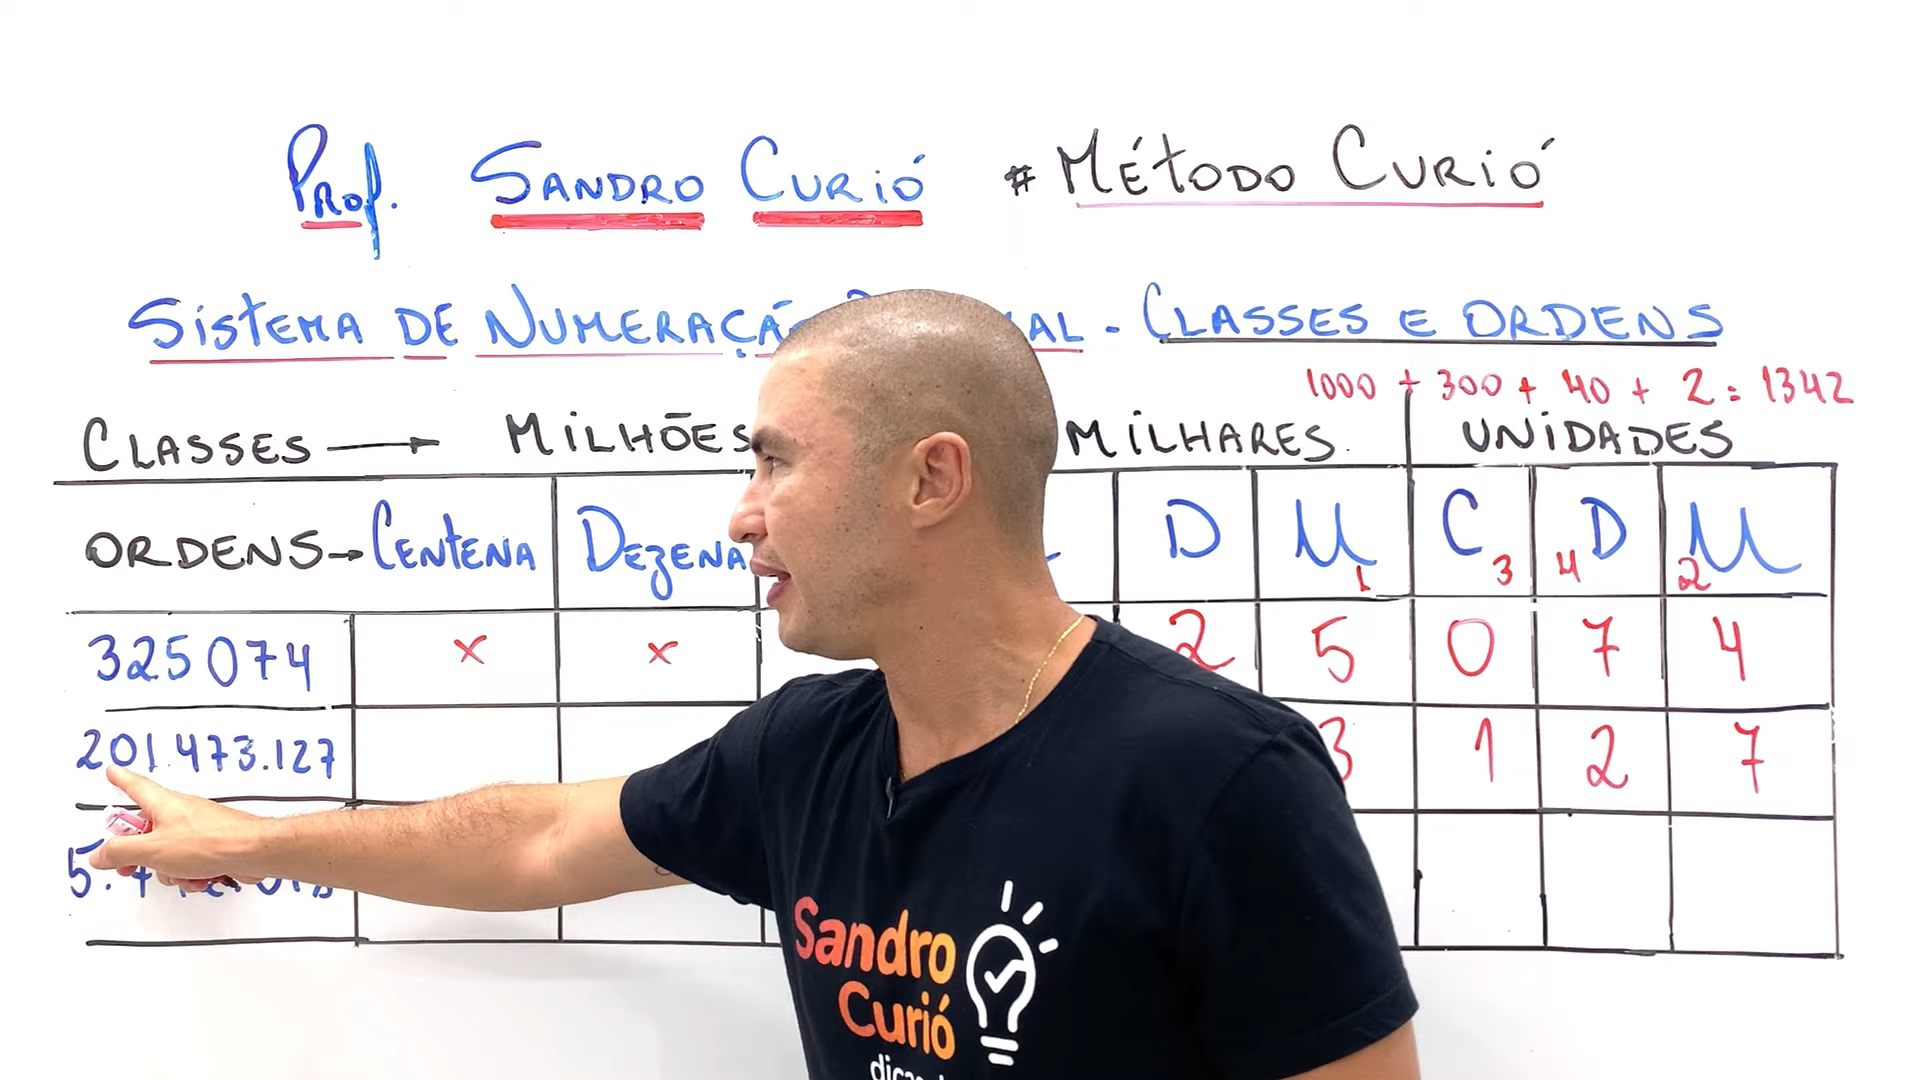 Prof. SANDRO CURIÓ # MÉTODO CURIÓ
SISTEMA DE NUMERAÇÃO - CLASSES E ORDENS
1000 + 300 + 40 + 2 = 1342
CLASSES → MILHÕES MILHARES UNIDADES
ORDENS → CENTENA DEZENA D U 1 C 3 4 D 2 U
325074 × × 2 5 0 7 4
201.473.127 3 1 2 7
5.
Sandro
Curió